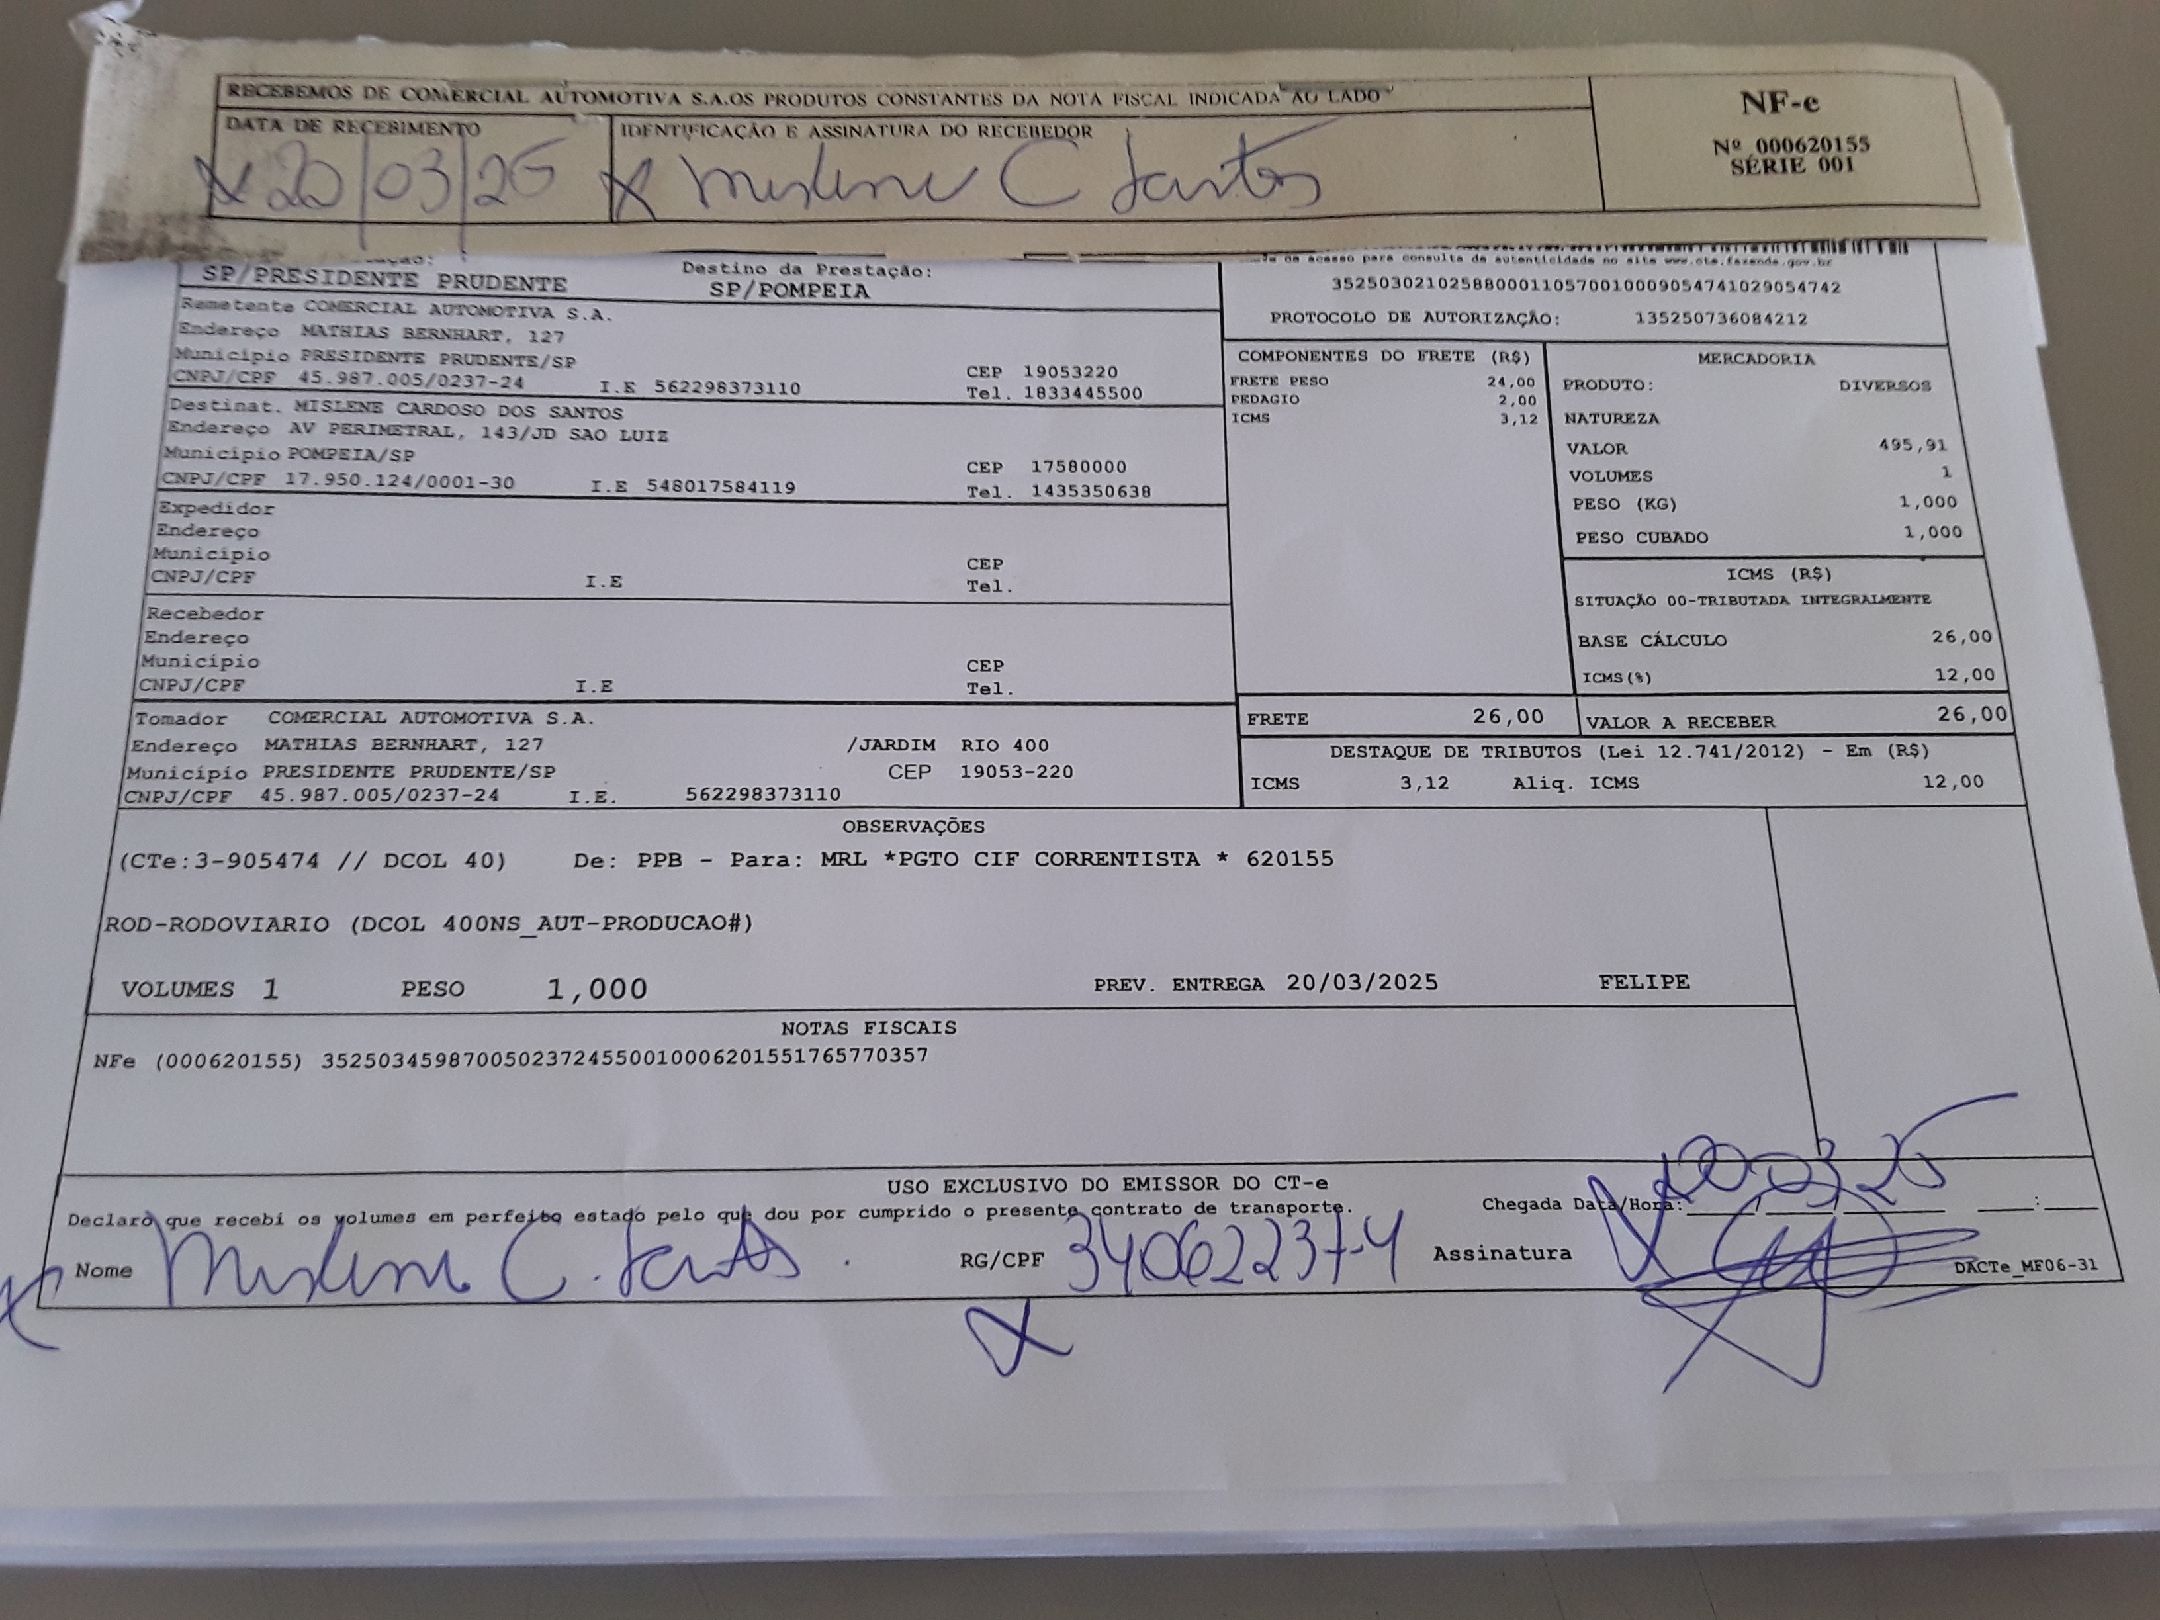 RECEBEMOS DE COMERCIAL AUTOMOTIVA S.A.OS PRODUTOS CONSTANTES DA NOTA FISCAL INDICADA AO LADO
DATA DE RECEBIMENTO
X 20/03/25
IDENTIFICAÇÃO E ASSINATURA DO RECEBEDOR
X Mislene C Santos
NF-e
Nº 000620155
SÉRIE 001
SP/PRESIDENTE PRUDENTE
Destino da Prestação:
SP/POMPEIA
de acesso para consulta de autenticidade no site www.cte.fazenda.gov.br
35250302102588000110570010009054741029054742
PROTOCOLO DE AUTORIZAÇÃO: 135250736084212
Remetente COMERCIAL AUTOMOTIVA S.A.
Endereço MATHIAS BERNHART, 127
Município PRESIDENTE PRUDENTE/SP CEP 19053220
CNPJ/CPF 45.987.005/0237-24 I.E 562298373110 Tel. 1833445500
Destinat. MISLENE CARDOSO DOS SANTOS
Endereço AV PERIMETRAL, 143/JD SAO LUIZ
Município POMPEIA/SP CEP 17580000
CNPJ/CPF 17.950.124/0001-30 I.E 548017584119 Tel. 1435350638
Expedidor
Endereço
Município CEP
CNPJ/CPF I.E Tel.
Recebedor
Endereço
Município CEP
CNPJ/CPF I.E Tel.
Tomador COMERCIAL AUTOMOTIVA S.A.
Endereço MATHIAS BERNHART, 127 /JARDIM RIO 400
Município PRESIDENTE PRUDENTE/SP CEP 19053-220
CNPJ/CPF 45.987.005/0237-24 I.E. 562298373110
COMPONENTES DO FRETE (R$)
FRETE PESO 24,00
PEDAGIO 2,00
ICMS 3,12
MERCADORIA
PRODUTO: DIVERSOS
NATUREZA
VALOR 495,91
VOLUMES 1
PESO (KG) 1,000
PESO CUBADO 1,000
ICMS (R$)
SITUAÇÃO 00-TRIBUTADA INTEGRALMENTE
BASE CÁLCULO 26,00
ICMS(%) 12,00
FRETE 26,00
VALOR A RECEBER 26,00
DESTAQUE DE TRIBUTOS (Lei 12.741/2012) - Em (R$)
ICMS 3,12 Aliq. ICMS 12,00
OBSERVAÇÕES
(CTe:3-905474 // DCOL 40) De: PPB - Para: MRL *PGTO CIF CORRENTISTA * 620155
ROD-RODOVIARIO (DCOL 400NS_AUT-PRODUCAO#)
VOLUMES 1 PESO 1,000 PREV. ENTREGA 20/03/2025 FELIPE
NOTAS FISCAIS
NFe (000620155) 35250345987005023724550010006201551765770357
USO EXCLUSIVO DO EMISSOR DO CT-e
Declaro que recebi os volumes em perfeito estado pelo que dou por cumprido o presente contrato de transporte.
Chegada Data/Hora: 20 03 25 :
Nome Mislene C. Santos.
RG/CPF 34062237-4
Assinatura
DACTe_MF06-31